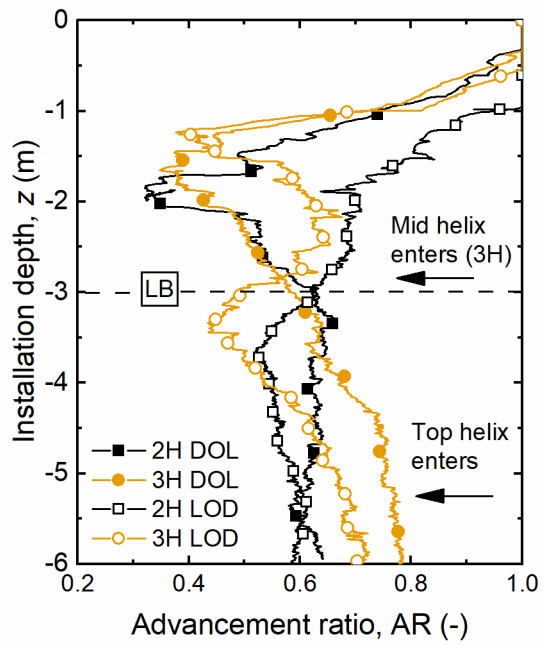 0
-1
-2
-3
-4
-5
-6
Installation depth, z (m)
Mid helix
enters (3H)
LB
2H DOL
3H DOL
2H LOD
3H LOD
Top helix
enters
0.2
0.4
0.6
0.8
1.0
Advancement ratio, AR (-)